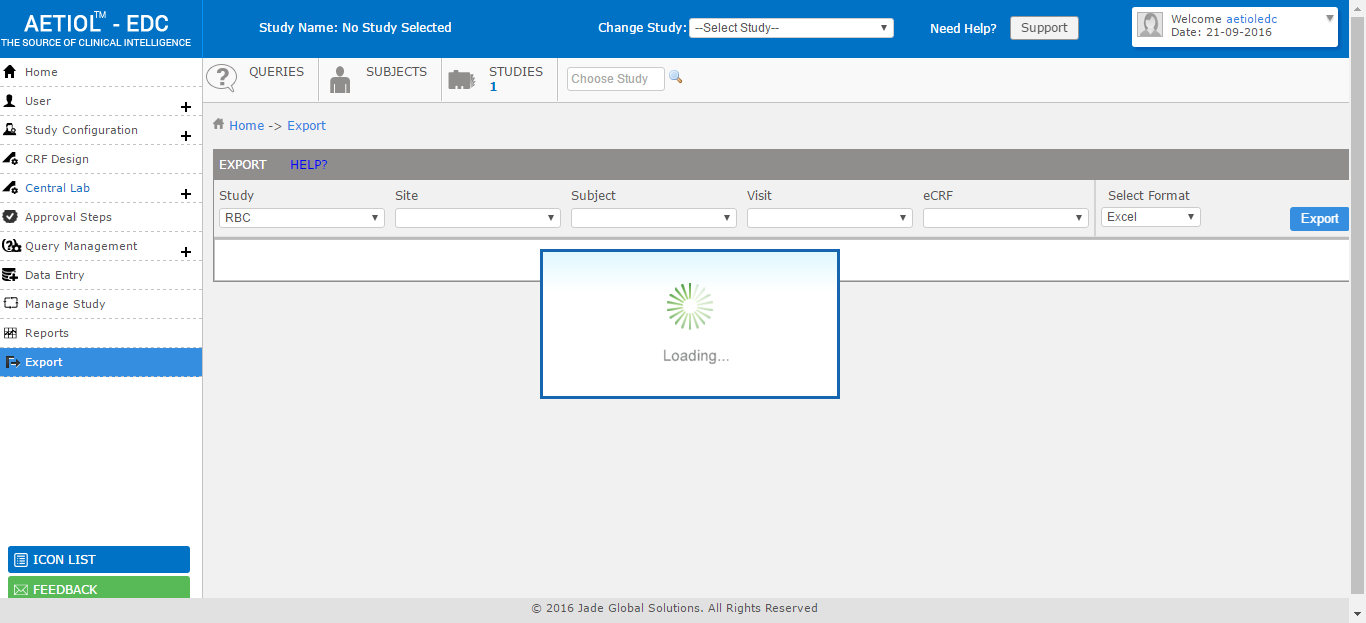 AETIOL™ - EDC
THE SOURCE OF CLINICAL INTELLIGENCE
Study Name: No Study Selected
Change Study: --Select Study--
Need Help? Support
Welcome aetioledc
Date: 21-09-2016
Home
User
Study Configuration
CRF Design
Central Lab
Approval Steps
Query Management
Data Entry
Manage Study
Reports
Export
ICON LIST
FEEDBACK
QUERIES
SUBJECTS
STUDIES
1
Choose Study
Home -> Export
EXPORT HELP?
Study Site Subject Visit eCRF Select Format
RBC Excel Export
Loading...
© 2016 Jade Global Solutions. All Rights Reserved